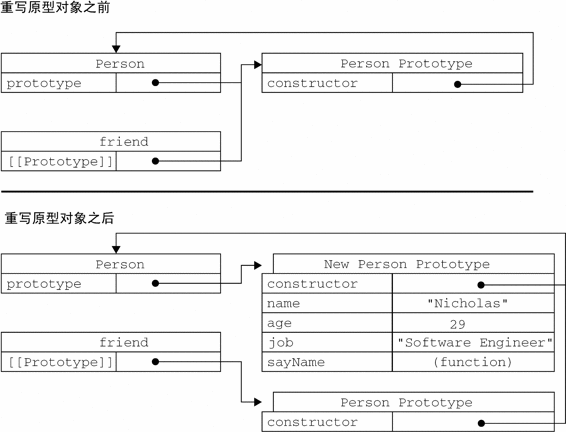 重写原型对象之前
Person
prototype
Person Prototype
constructor
friend
[[Prototype]]
重写原型对象之后
Person
prototype
New Person Prototype
constructor
name "Nicholas"
age 29
job "Software Engineer"
sayName (function)
friend
[[Prototype]]
Person Prototype
constructor